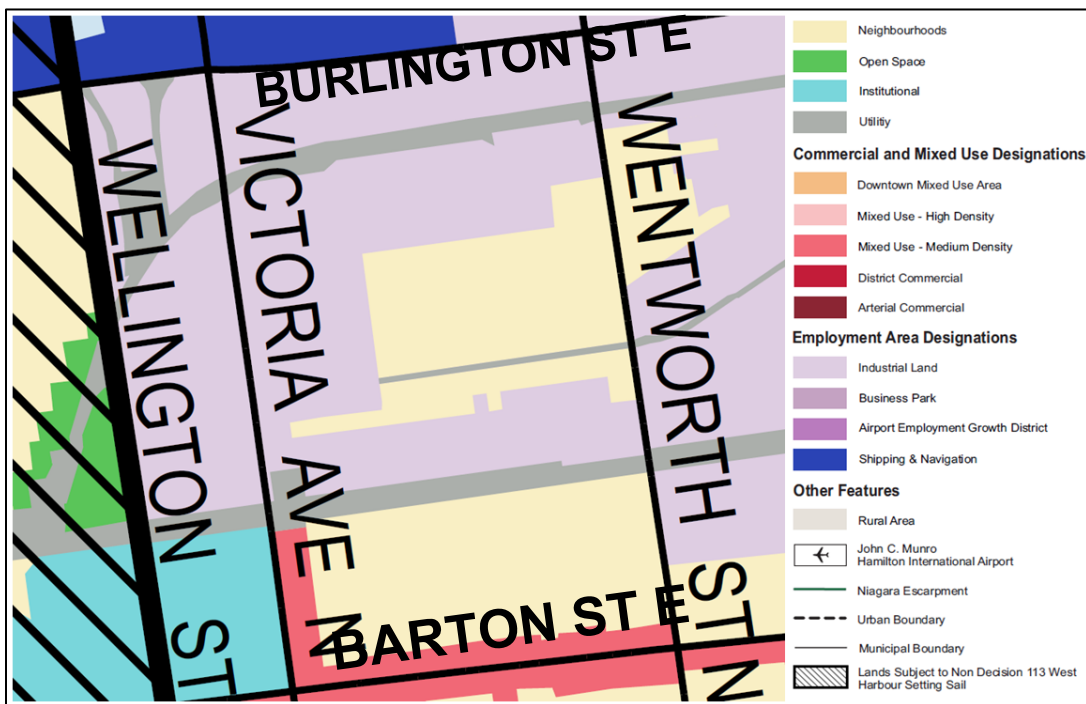 BURLINGTON ST E
WELLINGTON ST
VICTORIA AVE N
WENTWORTH ST N
BARTON ST E
Neighbourhoods
Open Space
Institutional
Utilitiy
Commercial and Mixed Use Designations
Downtown Mixed Use Area
Mixed Use - High Density
Mixed Use - Medium Density
District Commercial
Arterial Commercial
Employment Area Designations
Industrial Land
Business Park
Airport Employment Growth District
Shipping & Navigation
Other Features
Rural Area
John C. Munro
Hamilton International Airport
Niagara Escarpment
Urban Boundary
Municipal Boundary
Lands Subject to Non Decision 113 West
Harbour Setting Sail